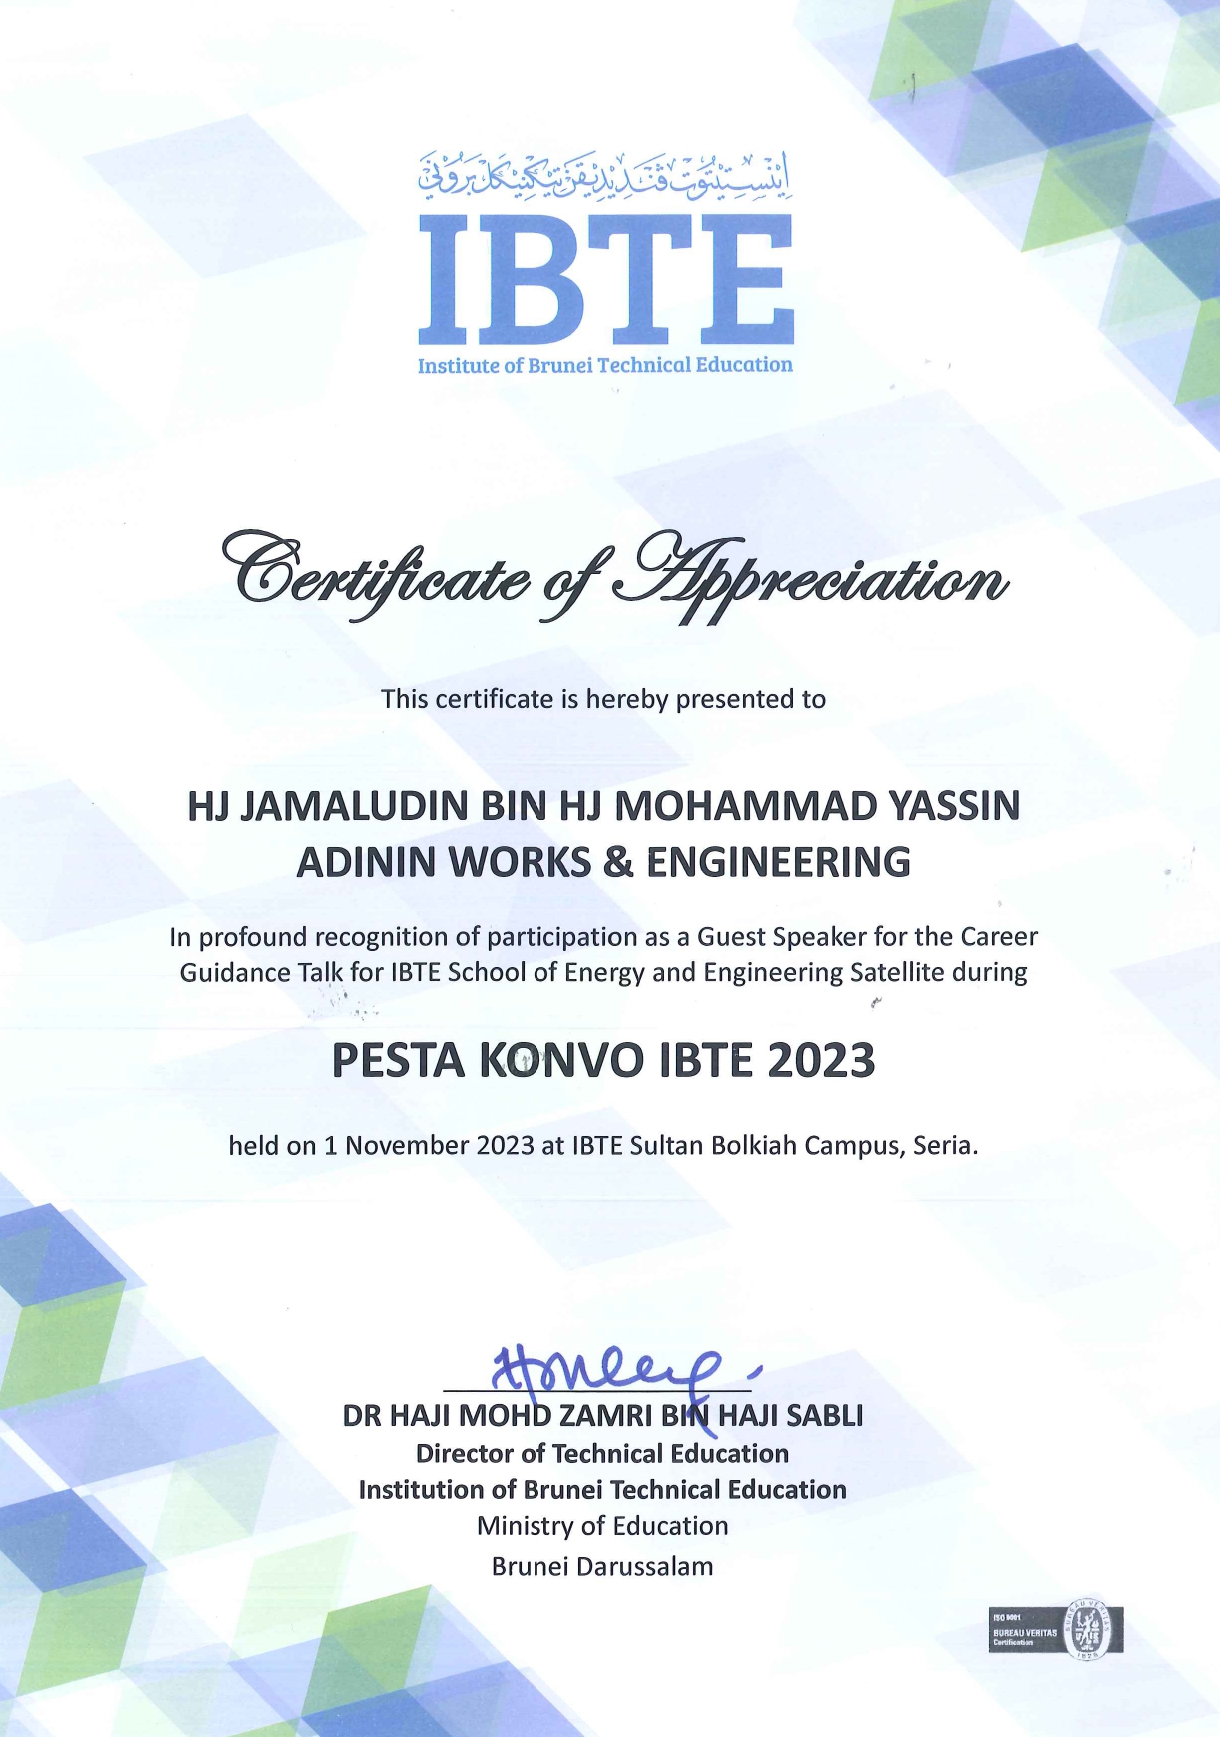 اينستيتوت ڤنديديقن تيكنيكل بروني
IBTE
Institute of Brunei Technical Education
Certificate of Appreciation
This certificate is hereby presented to
HJ JAMALUDIN BIN HJ MOHAMMAD YASSIN
ADININ WORKS & ENGINEERING
In profound recognition of participation as a Guest Speaker for the Career
Guidance Talk for IBTE School of Energy and Engineering Satellite during
PESTA KONVO IBTE 2023
held on 1 November 2023 at IBTE Sultan Bolkiah Campus, Seria.
DR HAJI MOHD ZAMRI BIN HAJI SABLI
Director of Technical Education
Institution of Brunei Technical Education
Ministry of Education
Brunei Darussalam
ISO 9001
BUREAU VERITAS
Certification
BUREAU VERITAS
1828